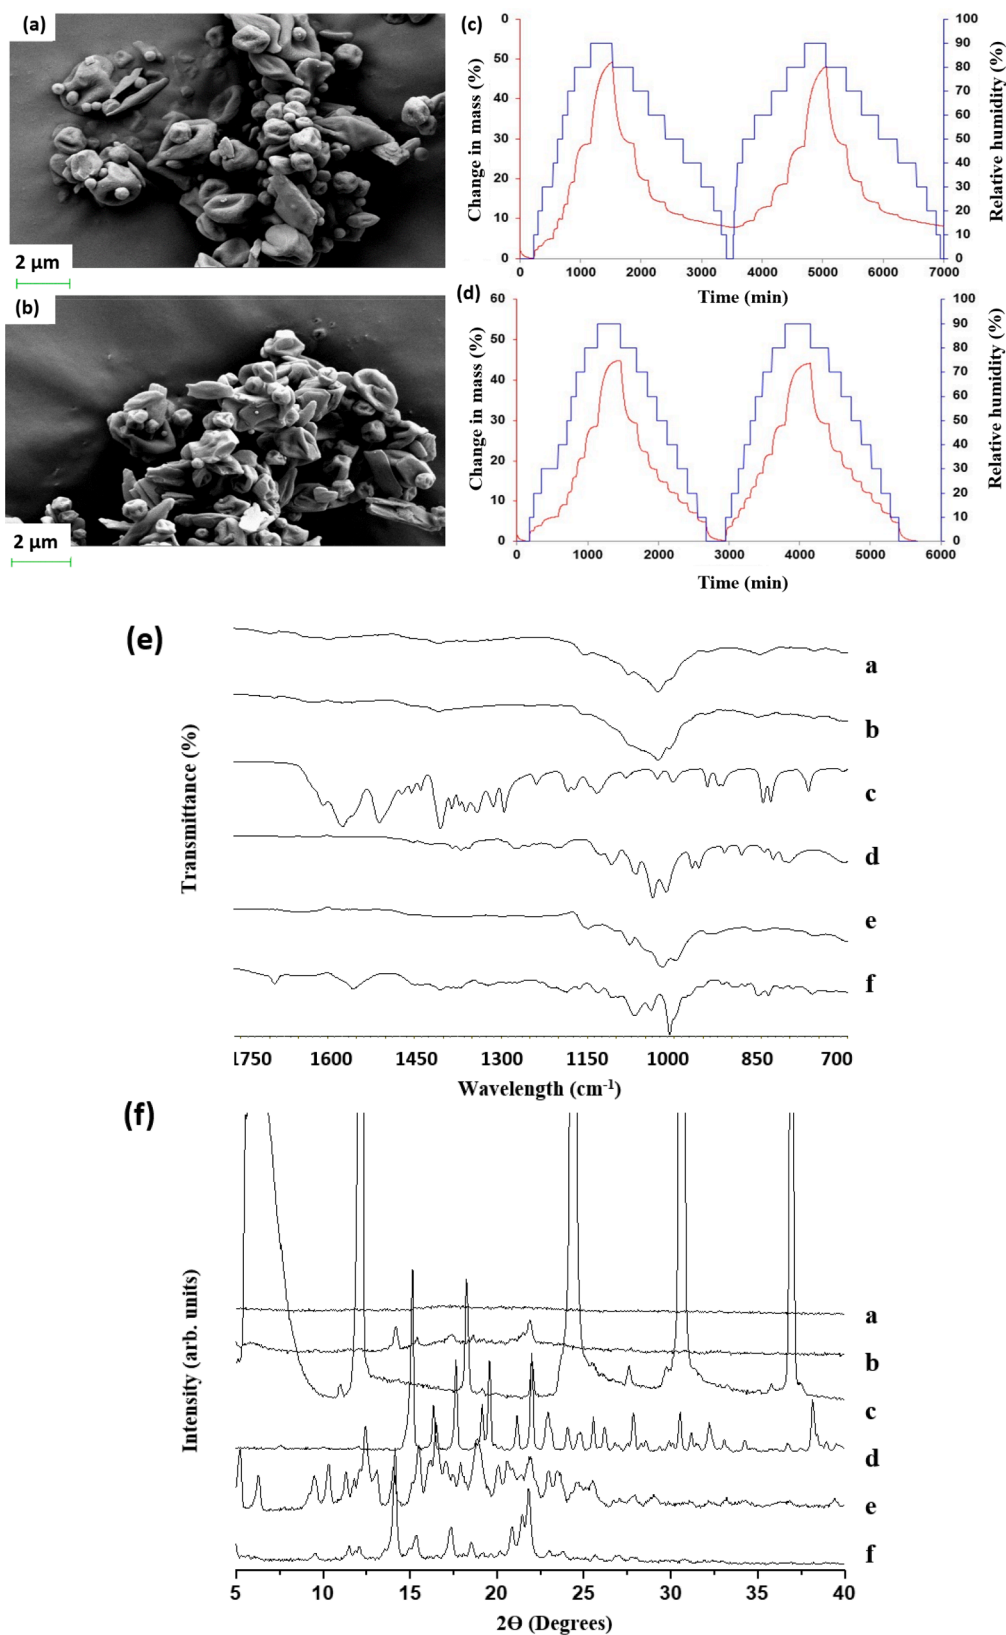 (a)
2 µm
(b)
2 µm
(c)
Change in mass (%)
0
50
40
30
20
10
0
100
90
80
70
60
50
40
30
20
10
0
Relative humidity (%)
0 1000 2000 3000 4000 5000 6000 7000
Time (min)
(d)
Change in mass (%)
60
50
40
30
20
10
0
100
90
80
70
60
50
40
30
20
10
0
Relative humidity (%)
0 1000 2000 3000 4000 5000 6000
Time (min)
(e)
Transmittance (%)
a
b
c
d
e
f
1750 1600 1450 1300 1150 1000 850 700
Wavelength (cm⁻¹)
(f)
Intensity (arb. units)
a
b
c
d
e
f
5 10 15 20 25 30 35 40
2Θ (Degrees)